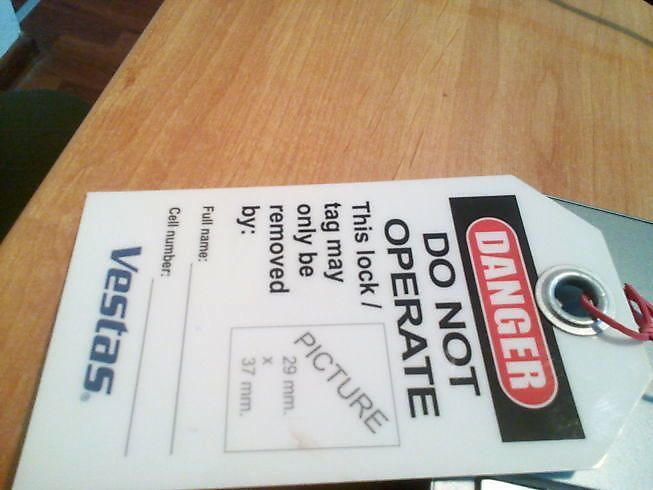 DANGER
DO NOT
OPERATE
This lock /
tag may
only be
removed
by:
PICTURE
29 mm.
x
37 mm.
Full name:
Cell number:
Vestas®